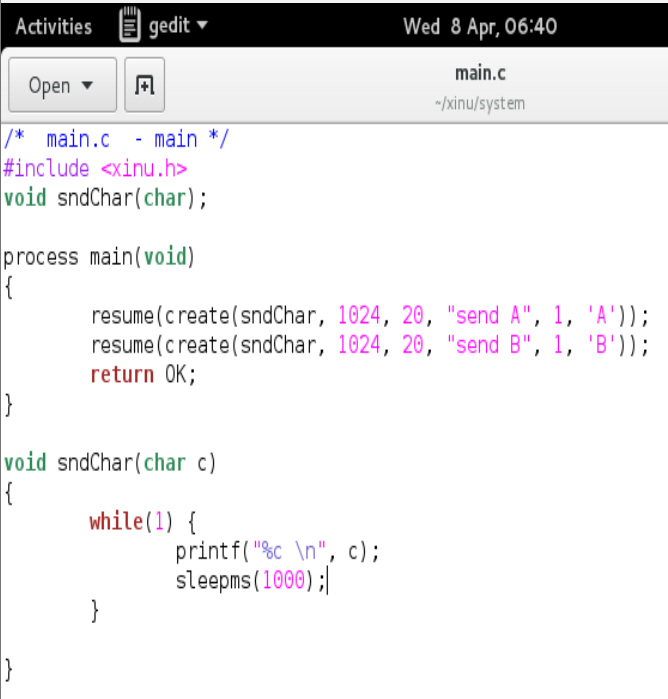 Activities gedit Wed 8 Apr, 06:40
Open main.c
~/xinu/system
/*  main.c  - main */
#include <xinu.h>
void sndChar(char);
process main(void)
{
        resume(create(sndChar, 1024, 20, "send A", 1, 'A'));
        resume(create(sndChar, 1024, 20, "send B", 1, 'B'));
        return OK;
}
void sndChar(char c)
{
        while(1) {
                printf("%c \n", c);
                sleepms(1000);
        }
}